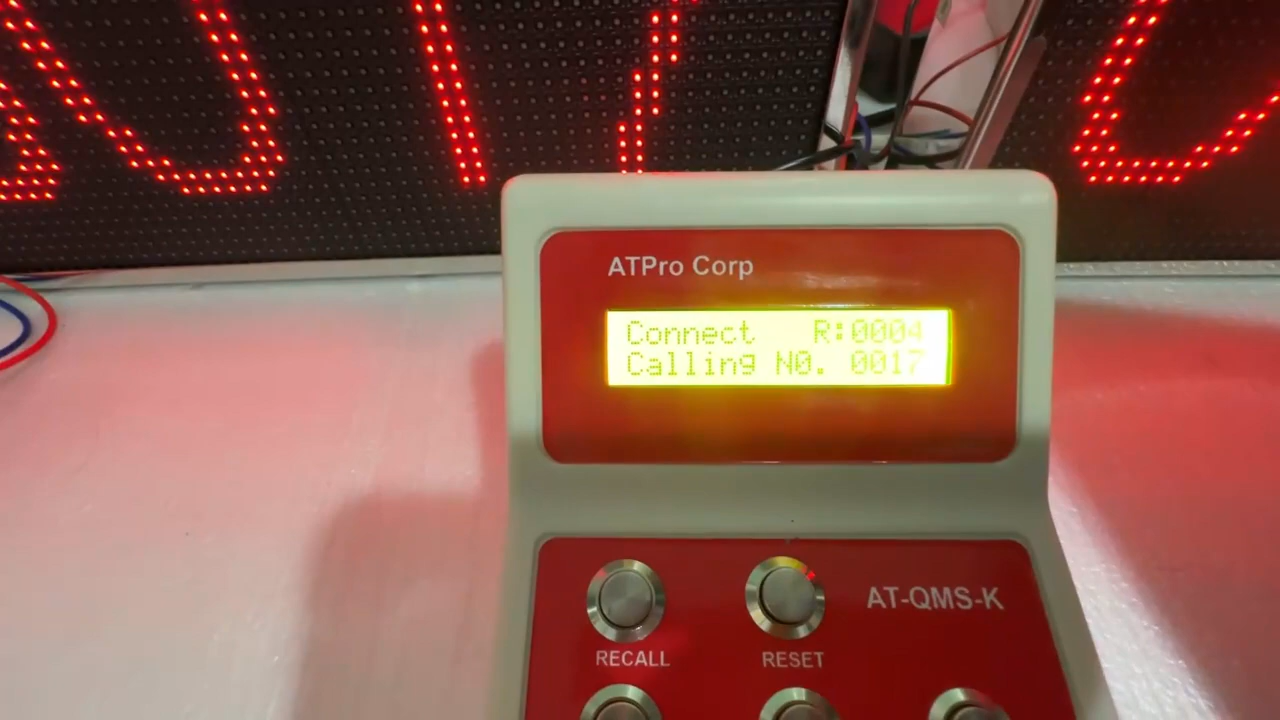 ATPro Corp
Connect R:0004
Calling N0. 0017
AT-QMS-K
RECALL RESET